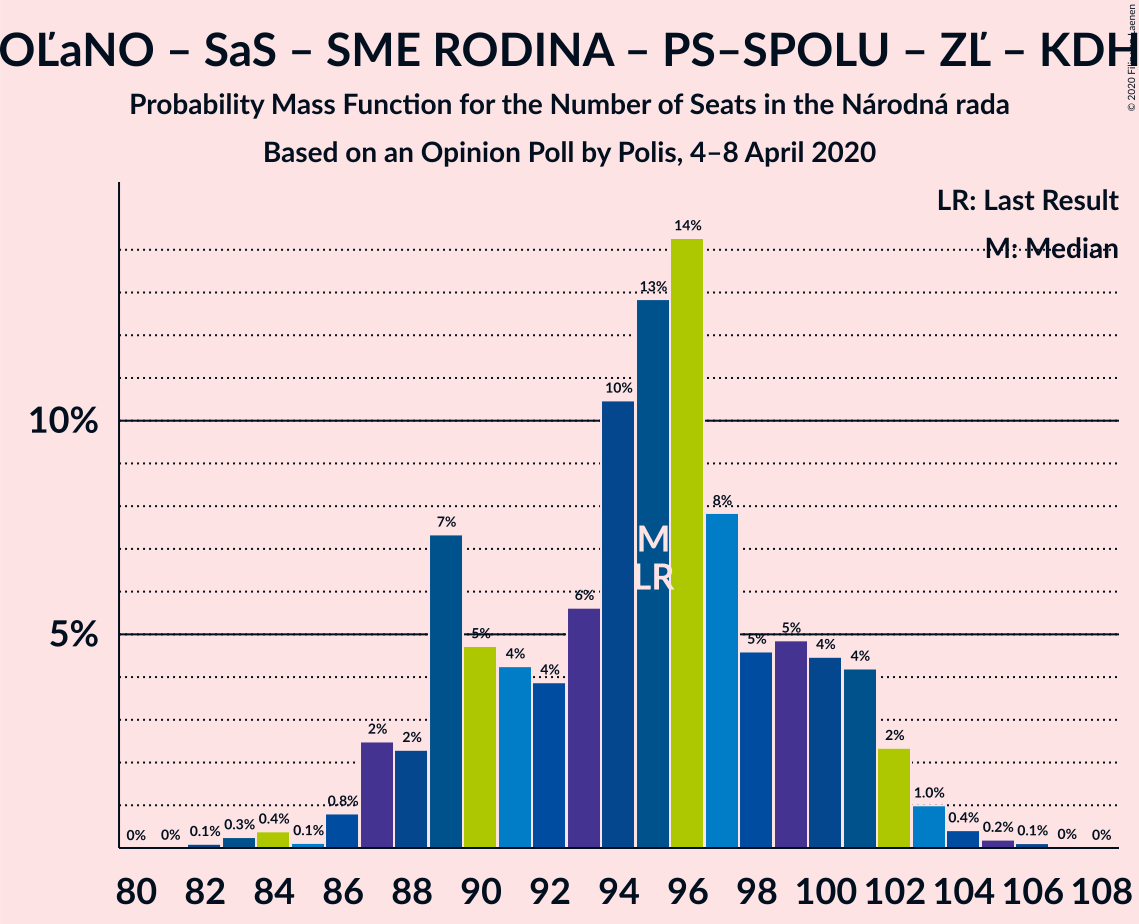 OĽaNO – SaS – SME RODINA – PS–SPOLU – ZĽ – KDH
Probability Mass Function for the Number of Seats in the Národná rada
Based on an Opinion Poll by Polis, 4–8 April 2020
© 2020 Filip van Laenen
LR: Last Result
M: Median
10%
5%
0% 0% 0.1% 0.3% 0.4% 0.1% 0.8% 2% 2% 7% 5% 4% 4% 6% 10% 13% 14% 8% 5% 5% 4% 4% 2% 1.0% 0.4% 0.2% 0.1% 0% 0%
M
LR
80 82 84 86 88 90 92 94 96 98 100 102 104 106 108